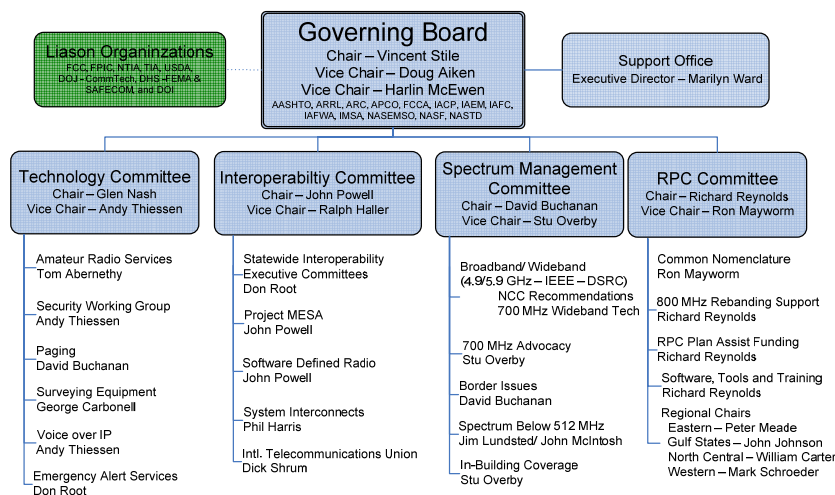 Liason Organinzations
FCC, FPIC, NTIA, TIA, USDA,
DOJ – CommTech, DHS –FEMA &
SAFECOM, and DOI
Governing Board
Chair – Vincent Stile
Vice Chair – Doug Aiken
Vice Chair – Harlin McEwen
AASHTO, ARRL, ARC, APCO, FCCA, IACP, IAEM, IAFC,
IAFWA, IMSA, NASEMSO, NASF, NASTD
Support Office
Executive Director – Marilyn Ward
Technology Committee
Chair – Glen Nash
Vice Chair – Andy Thiessen
Amateur Radio Services
Tom Abernethy
Security Working Group
Andy Thiessen
Paging
David Buchanan
Surveying Equipment
George Carbonell
Voice over IP
Andy Thiessen
Emergency Alert Services
Don Root
Interoperabiltiy Committee
Chair – John Powell
Vice Chair – Ralph Haller
Statewide Interoperability
Executive Committees
Don Root
Project MESA
John Powell
Software Defined Radio
John Powell
System Interconnects
Phil Harris
Intl. Telecommunications Union
Dick Shrum
Spectrum Management
Committee
Chair – David Buchanan
Vice Chair – Stu Overby
Broadband/ Wideband
(4.9/5.9 GHz – IEEE – DSRC)
NCC Recommendations
700 MHz Wideband Tech
700 MHz Advocacy
Stu Overby
Border Issues
David Buchanan
Spectrum Below 512 MHz
Jim Lundsted/ John McIntosh
In-Building Coverage
Stu Overby
RPC Committee
Chair – Richard Reynolds
Vice Chair – Ron Mayworm
Common Nomenclature
Ron Mayworm
800 MHz Rebanding Support
Richard Reynolds
RPC Plan Assist Funding
Richard Reynolds
Software, Tools and Training
Richard Reynolds
Regional Chairs
Eastern – Peter Meade
Gulf States – John Johnson
North Central – William Carter
Western – Mark Schroeder